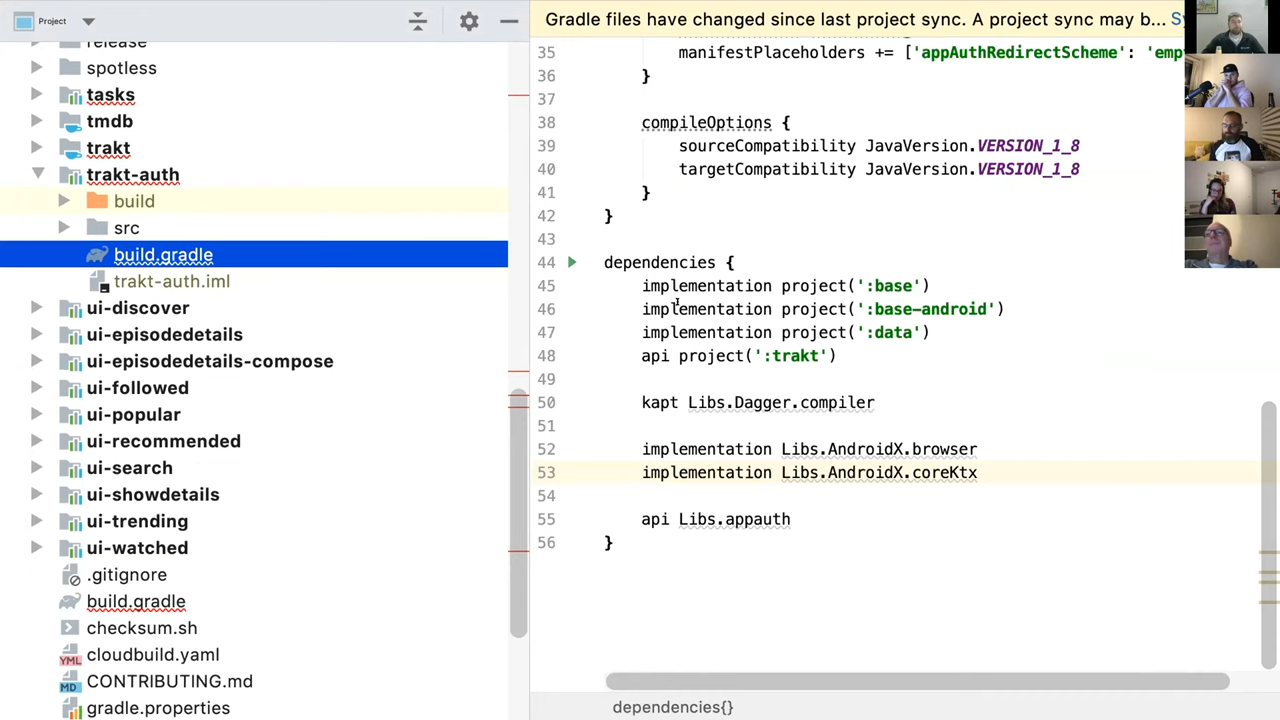 Project
release
spotless
tasks
tmdb
trakt
trakt-auth
build
src
build.gradle
trakt-auth.iml
ui-discover
ui-episodedetails
ui-episodedetails-compose
ui-followed
ui-popular
ui-recommended
ui-search
ui-showdetails
ui-trending
ui-watched
.gitignore
build.gradle
checksum.sh
cloudbuild.yaml
CONTRIBUTING.md
gradle.properties
Gradle files have changed since last project sync. A project sync may b...
35 manifestPlaceholders += ['appAuthRedirectScheme': 'emp
36 }
37
38 compileOptions {
39 sourceCompatibility JavaVersion.VERSION_1_8
40 targetCompatibility JavaVersion.VERSION_1_8
41 }
42 }
43
44 dependencies {
45 implementation project(':base')
46 implementation project(':base-android')
47 implementation project(':data')
48 api project(':trakt')
49
50 kapt Libs.Dagger.compiler
51
52 implementation Libs.AndroidX.browser
53 implementation Libs.AndroidX.coreKtx
54
55 api Libs.appauth
56 }
dependencies{}